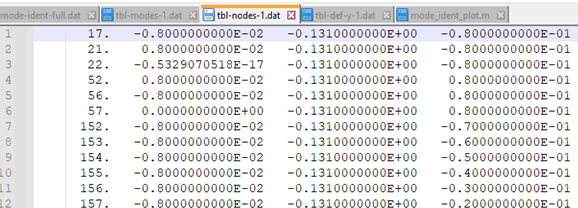 mode-ident-full.dat tbl-modes-1.dat tbl-nodes-1.dat tbl-def-y-1.dat mode_ident_plot.m
1 17. -0.8000000000E-02 -0.1310000000E+00 -0.8000000000E-01
2 21. 0.8000000000E-02 -0.1310000000E+00 -0.8000000000E-01
3 22. -0.5329070518E-17 -0.1310000000E+00 -0.8000000000E-01
4 52. 0.8000000000E-02 -0.1310000000E+00 0.8000000000E-01
5 56. -0.8000000000E-02 -0.1310000000E+00 0.8000000000E-01
6 57. 0.0000000000E+00 -0.1310000000E+00 0.8000000000E-01
7 152. -0.8000000000E-02 -0.1310000000E+00 -0.7000000000E-01
8 153. -0.8000000000E-02 -0.1310000000E+00 -0.6000000000E-01
9 154. -0.8000000000E-02 -0.1310000000E+00 -0.5000000000E-01
10 155. -0.8000000000E-02 -0.1310000000E+00 -0.4000000000E-01
11 156. -0.8000000000E-02 -0.1310000000E+00 -0.3000000000E-01
12 157. -0.8000000000E-02 -0.1310000000E+00 -0.2000000000E-01